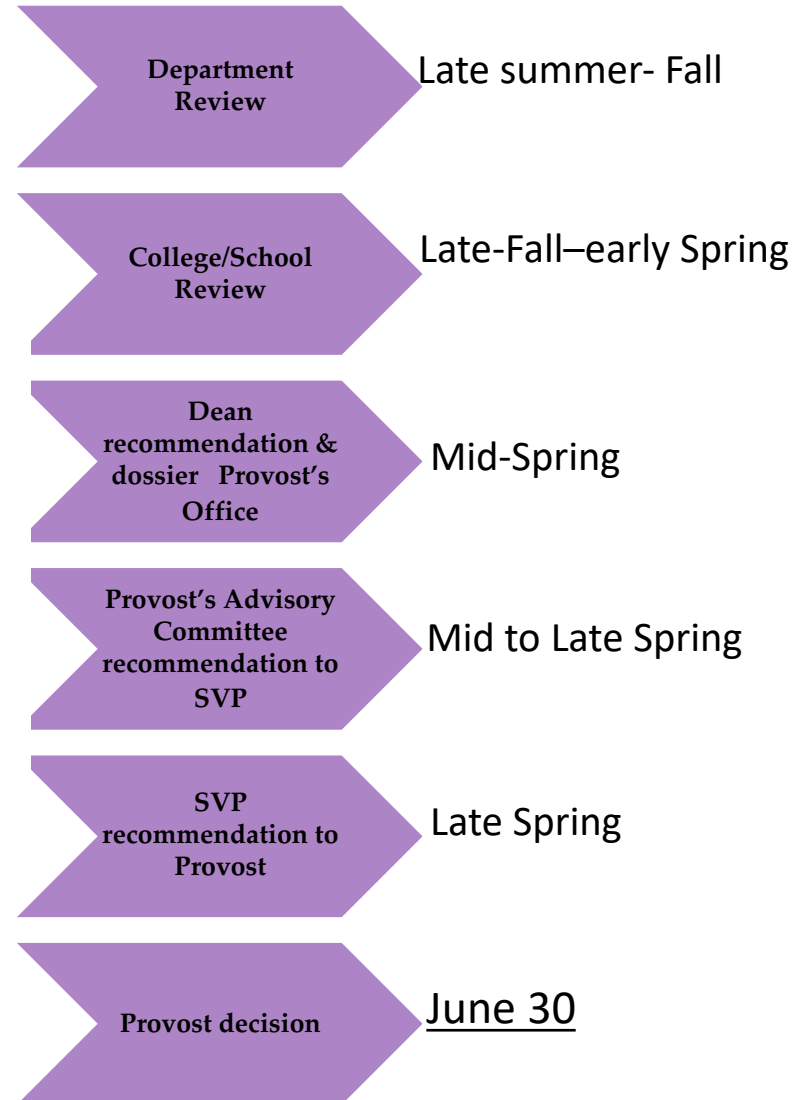 Department
Review
Late summer- Fall
College/School
Review
Late-Fall–early Spring
Dean
recommendation &
dossier Provost's
Office
Mid-Spring
Provost's Advisory
Committee
recommendation to
SVP
Mid to Late Spring
SVP
recommendation to
Provost
Late Spring
Provost decision
June 30